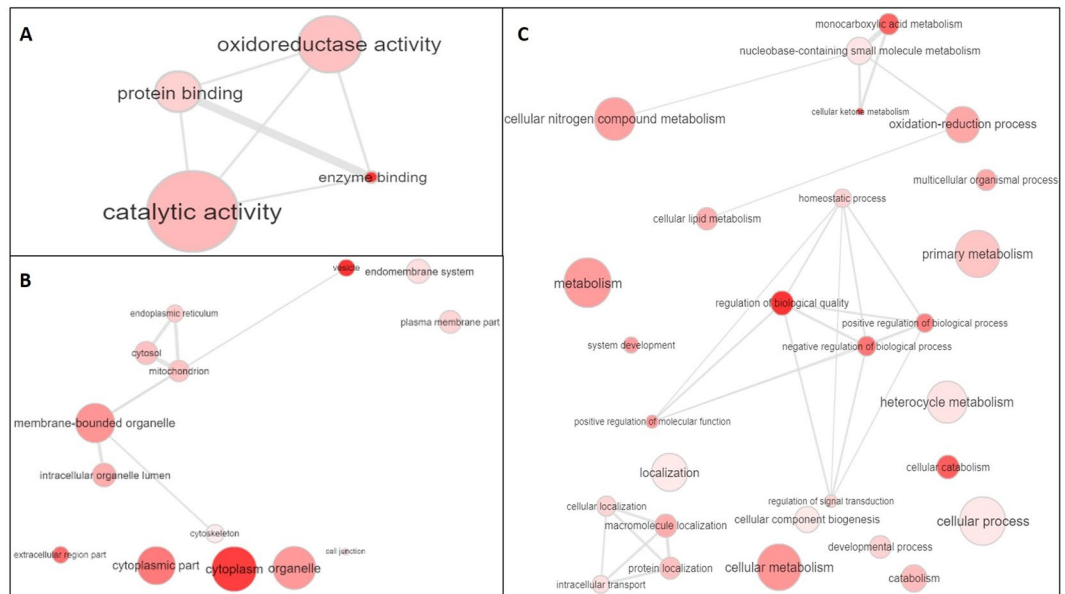 A
oxidoreductase activity
protein binding
enzyme binding
catalytic activity
B
vesicle
endomembrane system
endoplasmic reticulum
plasma membrane part
cytosol
mitochondrion
membrane-bounded organelle
intracellular organelle lumen
cytoskeleton
extracellular region part
cell junction
cytoplasmic part
cytoplasm
organelle
C
monocarboxylic acid metabolism
nucleobase-containing small molecule metabolism
cellular ketone metabolism
cellular nitrogen compound metabolism
oxidation-reduction process
multicellular organismal process
homeostatic process
cellular lipid metabolism
primary metabolism
metabolism
regulation of biological quality
positive regulation of biological process
system development
negative regulation of biological process
heterocycle metabolism
positive regulation of molecular function
localization
cellular catabolism
regulation of signal transduction
cellular localization
cellular component biogenesis
macromolecule localization
cellular process
developmental process
protein localization
cellular metabolism
intracellular transport
catabolism